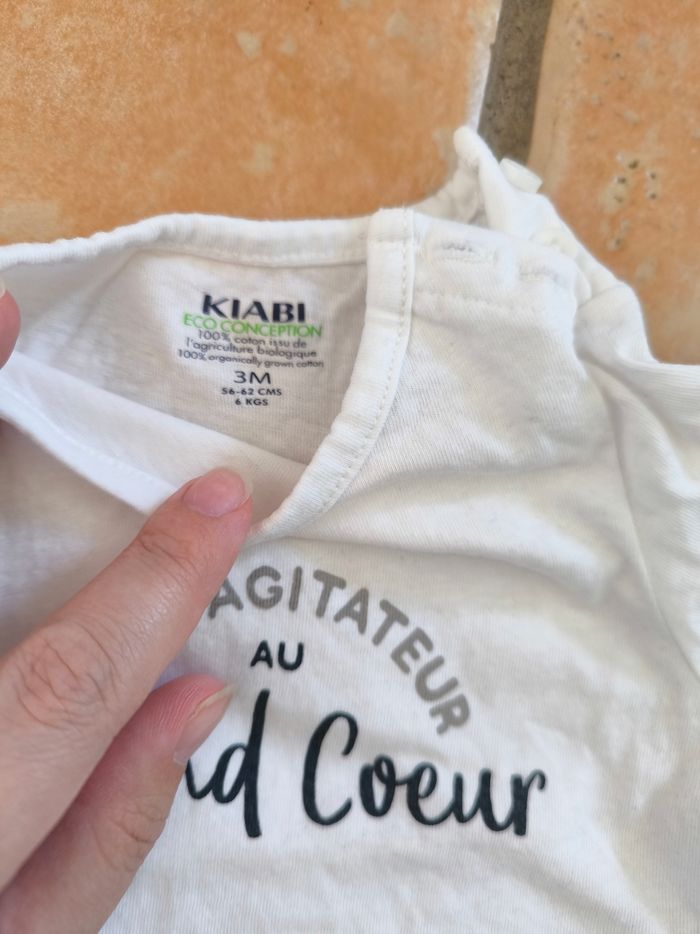 KIABI
ECO CONCEPTION
100% coton issu de
l'agriculture biologique
100% organically grown cotton
3M
56-62 CMS
6 KGS
AGITATEUR
AU
nd Coeur